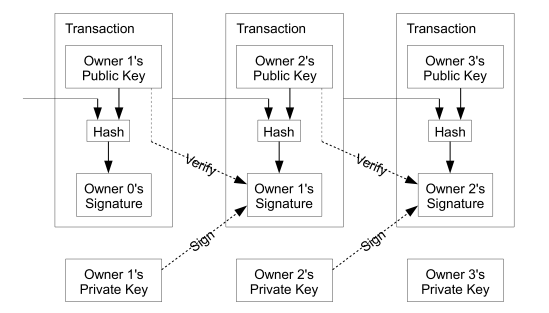 Transaction
Owner 1's
Public Key
Hash
Owner 0's
Signature
Transaction
Owner 2's
Public Key
Hash
Verify
Owner 1's
Signature
Transaction
Owner 3's
Public Key
Hash
Verify
Owner 2's
Signature
Sign
Sign
Owner 1's
Private Key
Owner 2's
Private Key
Owner 3's
Private Key